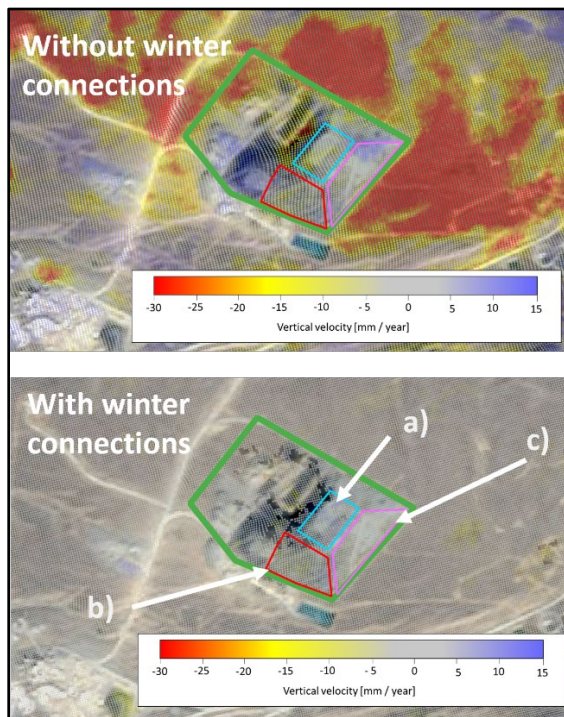 Without winter
connections
-30 -25 -20 -15 -10 -5 0 5 10 15
Vertical velocity [mm / year]
With winter
connections
a)
c)
b)
-30 -25 -20 -15 -10 - 5 0 5 10 15
Vertical velocity [mm / year]